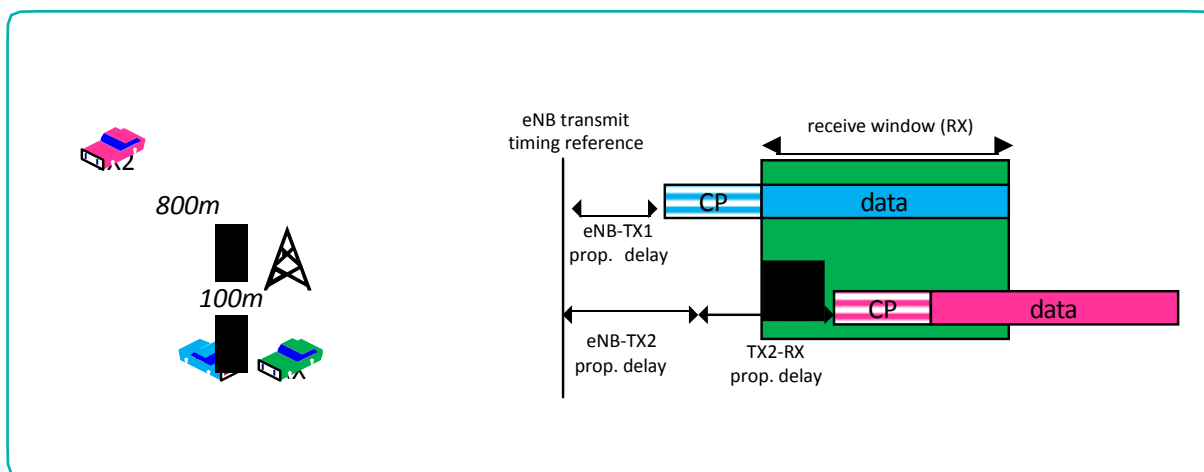 eNB transmit
timing reference
receive window (RX)
800m
CP
data
eNB-TX1
prop. delay
100m
CP
data
eNB-TX2
prop. delay
TX2-RX
prop. delay